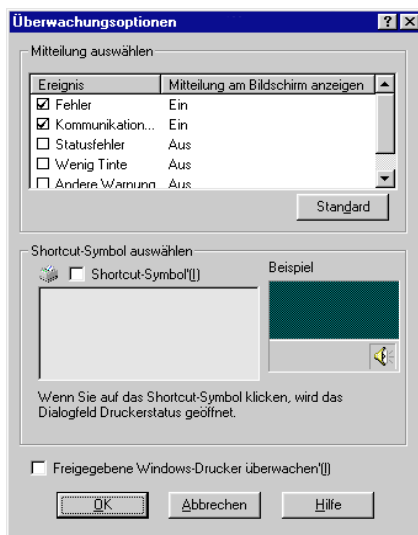 Überwachungsoptionen
Mitteilung auswählen
Ereignis Mitteilung am Bildschirm anzeigen
Fehler Ein
Kommunikation... Ein
Statusfehler Aus
Wenig Tinte Aus
Andere Warnung Aus
Standard
Shortcut-Symbol auswählen
Shortcut-Symbol'(I)
Beispiel
Wenn Sie auf das Shortcut-Symbol klicken, wird das
Dialogfeld Druckerstatus geöffnet.
Freigegebene Windows-Drucker überwachen'(J)
OK Abbrechen Hilfe